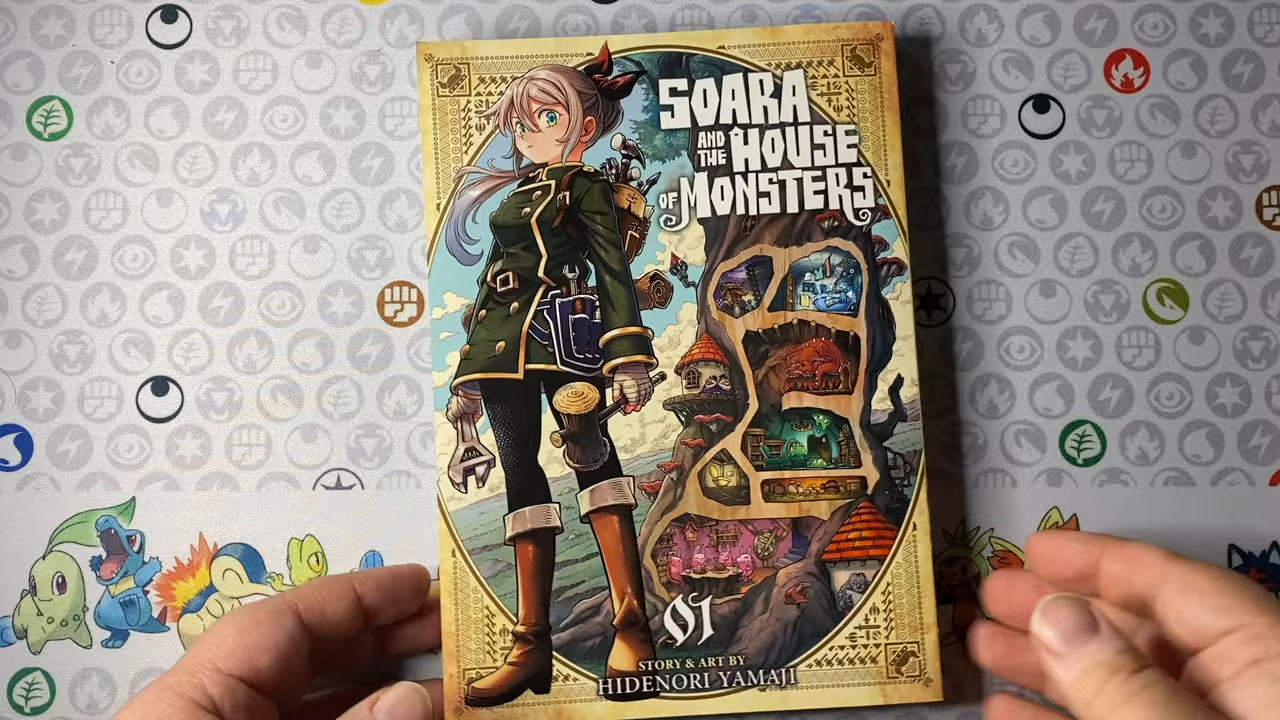 SOARA
AND THE HOUSE
OF MONSTERS
01
STORY & ART BY
HIDENORI YAMAJI